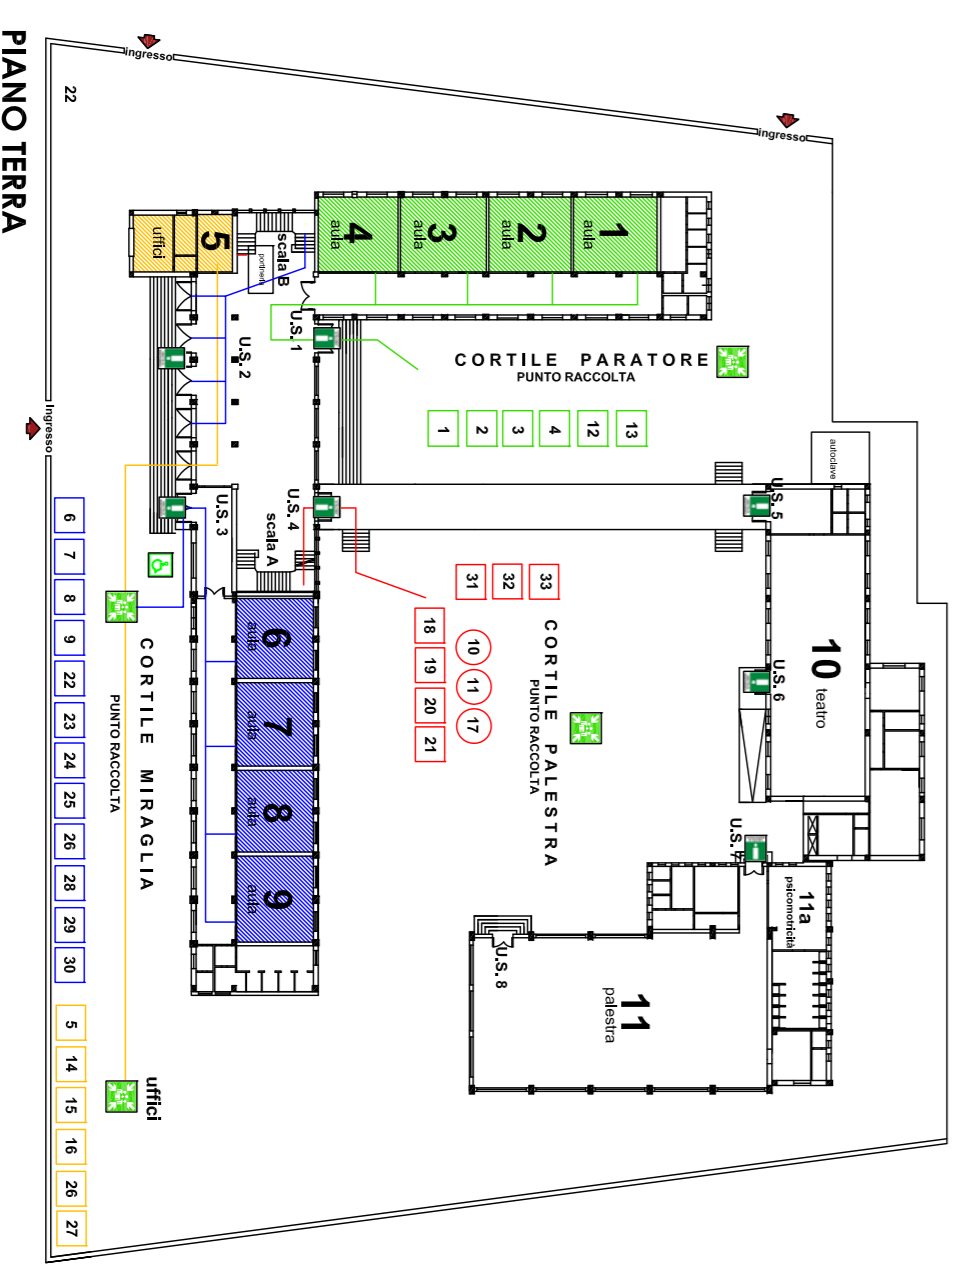 PIANO TERRA
22
ingresso
ingresso
Ingresso
1
aula
2
aula
3
aula
4
aula
5
uffici
scala B
portineria
U.S. 1
U.S. 2
U.S. 3
U.S. 4
scala A
CORTILE PARATORE
PUNTO RACCOLTA
1
2
3
4
12
13
autoclave
U.S. 5
10
teatro
U.S. 6
U.S. 7
11a
psicomotricità
11
palestra
U.S. 8
CORTILE PALESTRA
PUNTO RACCOLTA
31
32
33
18
19
20
21
10
11
17
6
aula
7
aula
8
aula
9
aula
CORTILE MIRAGLIA
PUNTO RACCOLTA
6
7
8
9
22
23
24
25
26
28
29
30
uffici
5
14
15
16
26
27